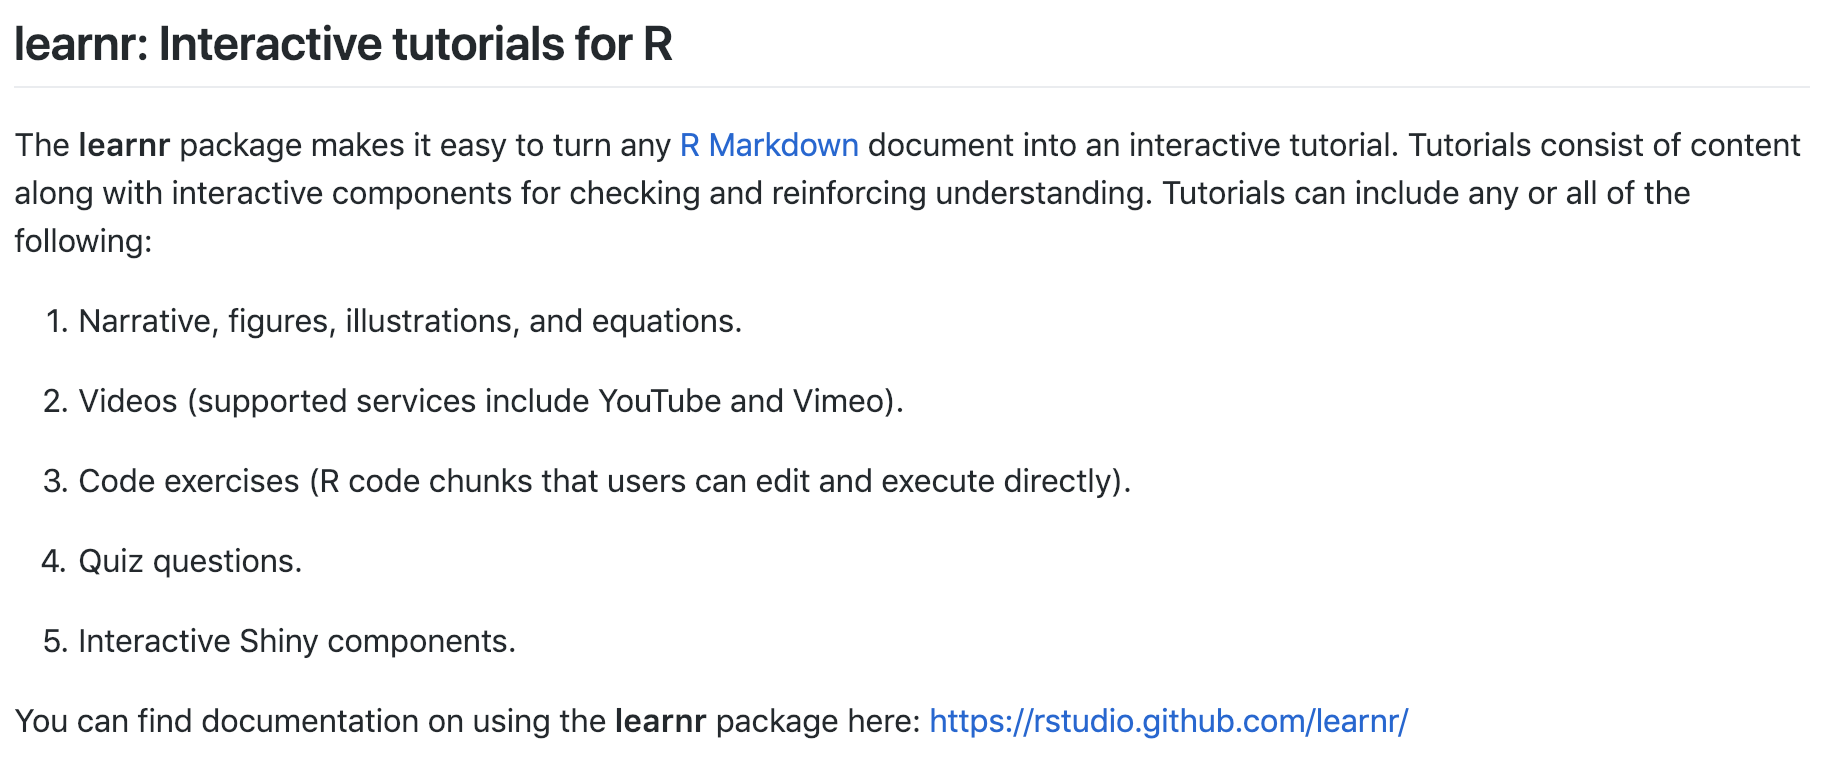 learnr: Interactive tutorials for R
The learnr package makes it easy to turn any R Markdown document into an interactive tutorial. Tutorials consist of content
along with interactive components for checking and reinforcing understanding. Tutorials can include any or all of the
following:
1. Narrative, figures, illustrations, and equations.
2. Videos (supported services include YouTube and Vimeo).
3. Code exercises (R code chunks that users can edit and execute directly).
4. Quiz questions.
5. Interactive Shiny components.
You can find documentation on using the learnr package here: https://rstudio.github.com/learnr/